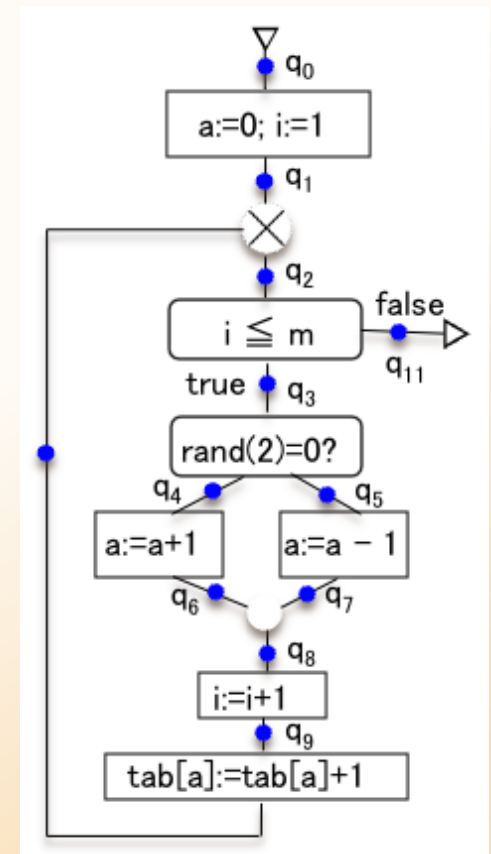 q₀
a:=0; i:=1
q₁
q₂
i ≦ m
false
q₁₁
true
q₃
rand(2)=0?
q₄
q₅
a:=a+1
a:=a - 1
q₆
q₇
q₈
i:=i+1
q₉
tab[a]:=tab[a]+1